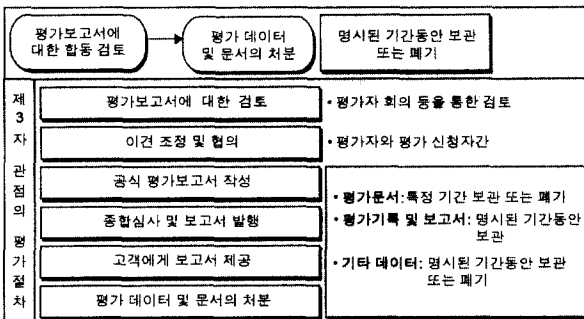 평가보고서에
대한 합동 검토
평가 데이터
및 문서의 처분
명시된 기간동안 보관
또는 폐기
제3자 관점의 평가절차
평가보고서에 대한 검토
• 평가자 회의 등을 통한 검토
이견 조정 및 협의
• 평가자와 평가 신청자간
공식 평가보고서 작성
종합심사 및 보고서 발행
고객에게 보고서 제공
평가 데이터 및 문서의 처분
• 평가문서: 특정 기간 보관 또는 폐기
• 평가기록 및 보고서: 명시된 기간동안
보관
• 기타 데이터: 명시된 기간동안 보관
또는 폐기